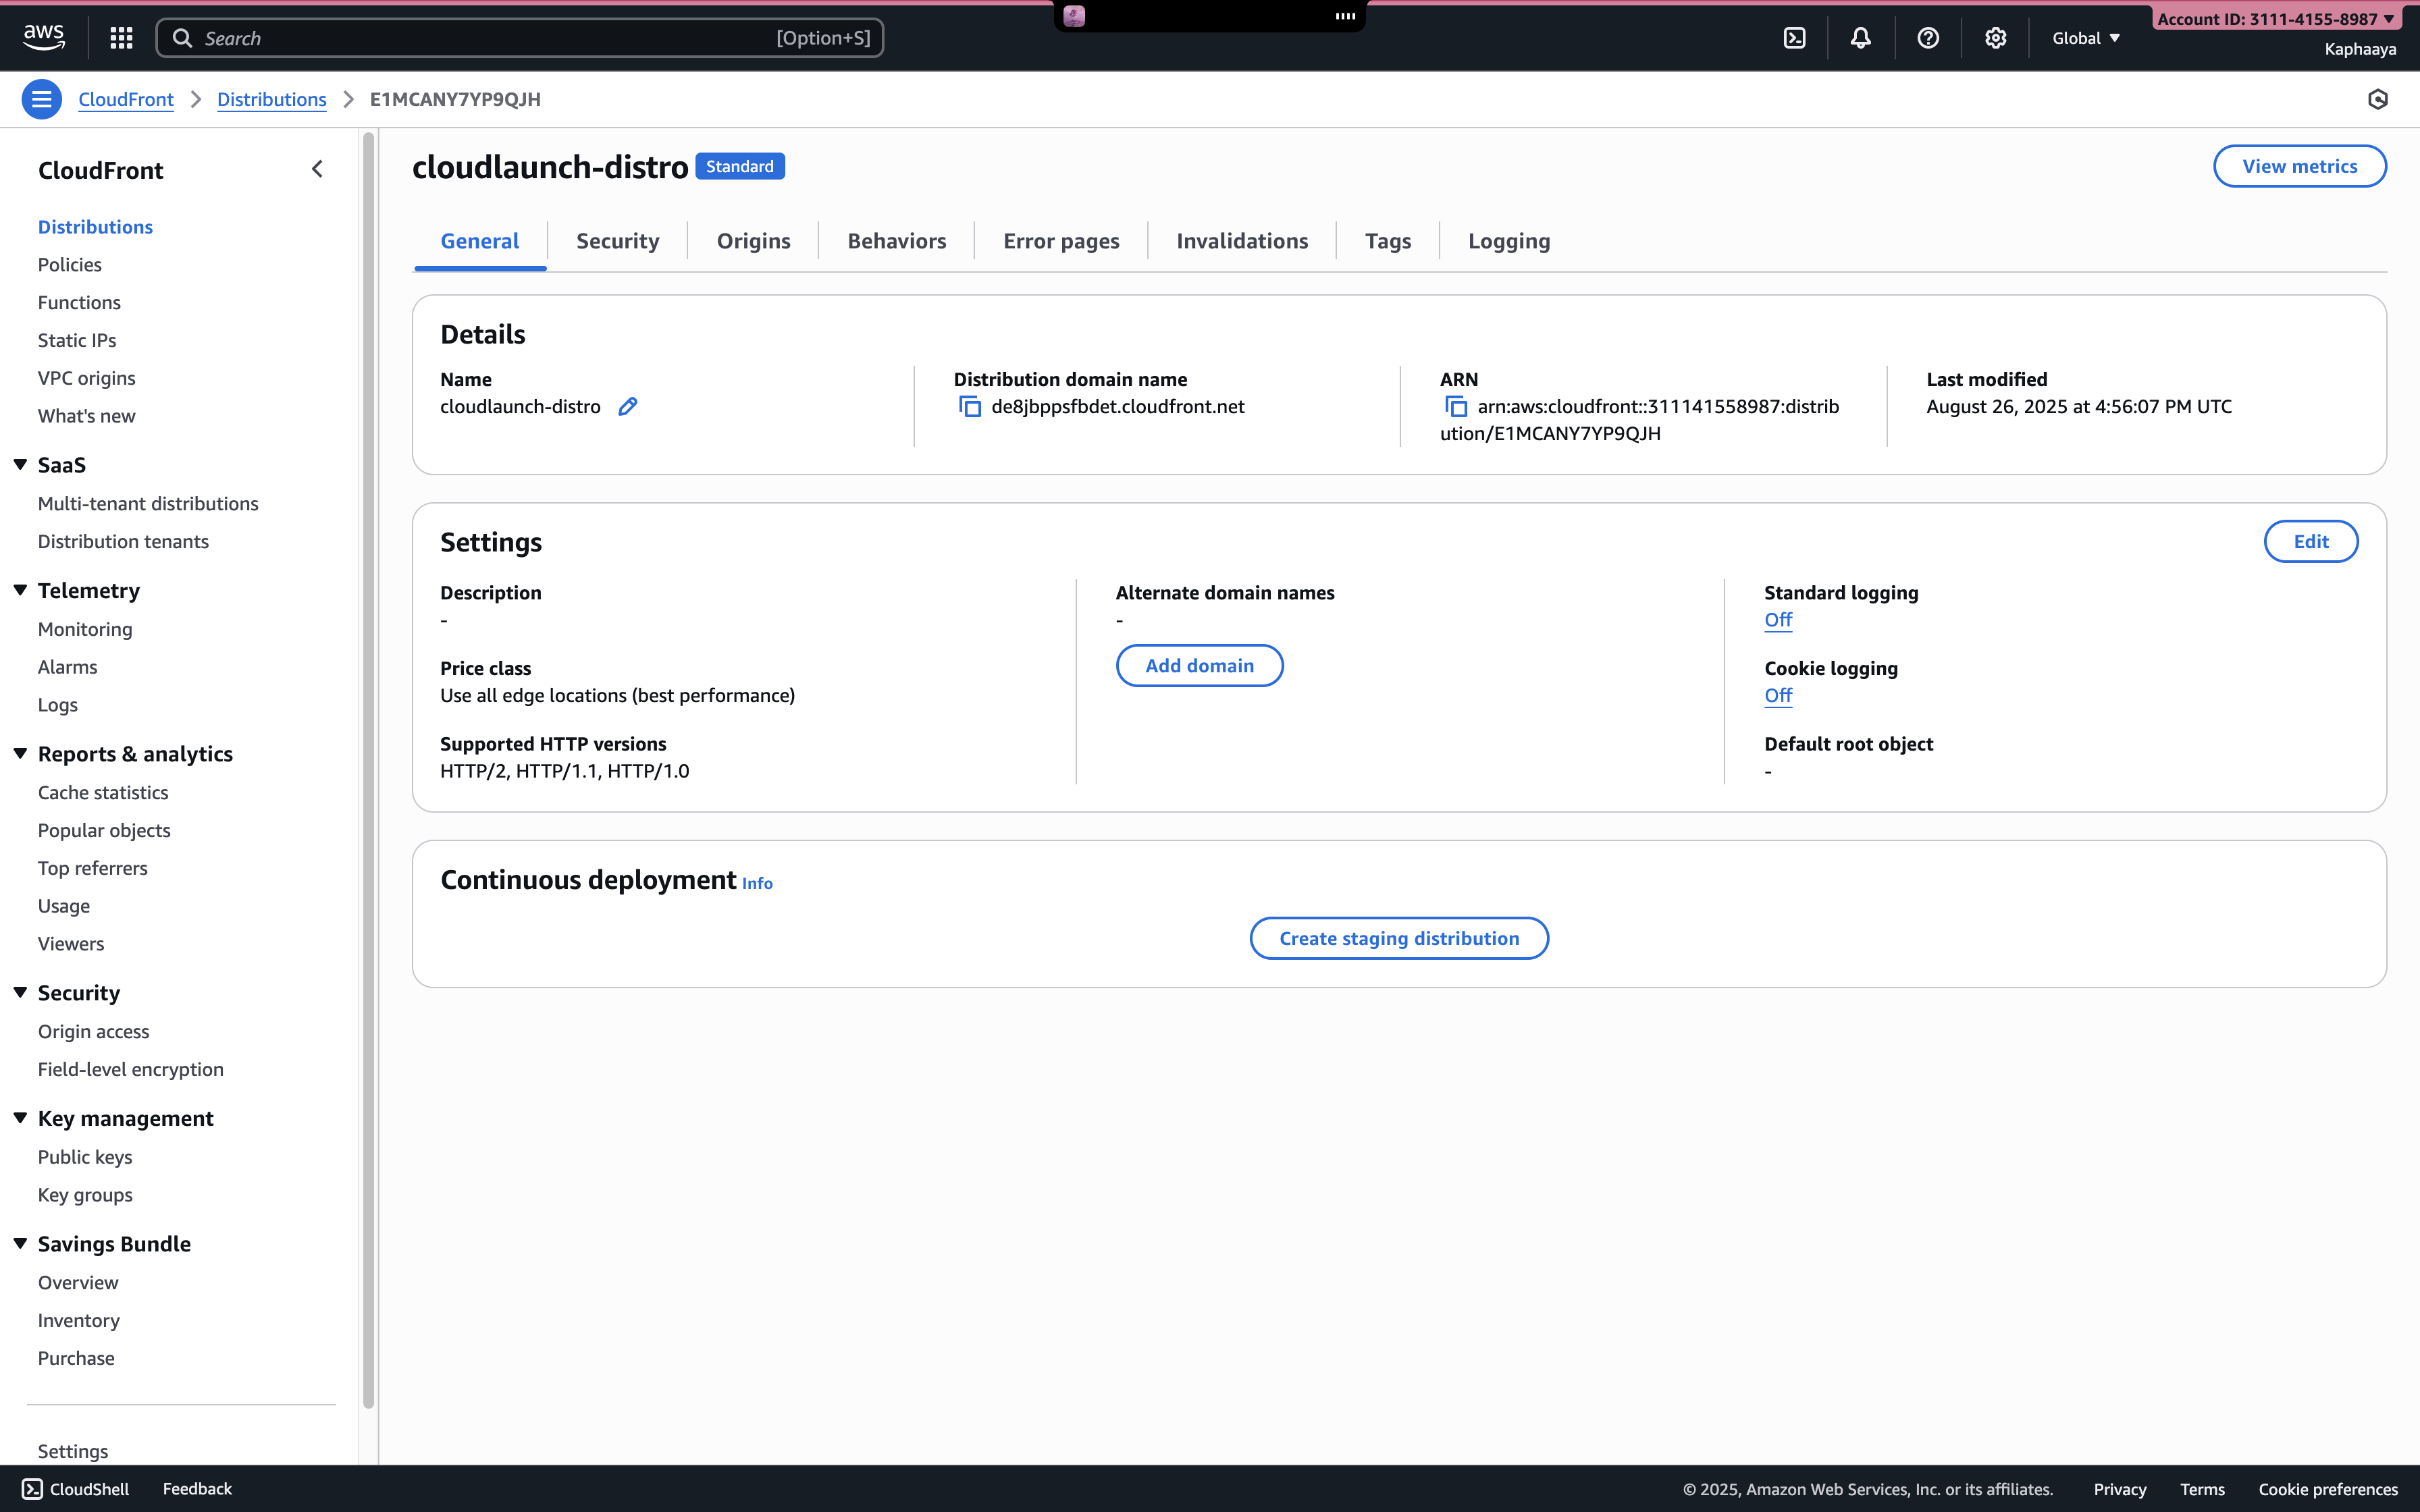 aws
Search [Option+S]
Global
Account ID: 3111-4155-8987
Kaphaaya
CloudFront > Distributions > E1MCANY7YP9QJH
CloudFront
Distributions
Policies
Functions
Static IPs
VPC origins
What's new
SaaS
Multi-tenant distributions
Distribution tenants
Telemetry
Monitoring
Alarms
Logs
Reports & analytics
Cache statistics
Popular objects
Top referrers
Usage
Viewers
Security
Origin access
Field-level encryption
Key management
Public keys
Key groups
Savings Bundle
Overview
Inventory
Purchase
Settings
cloudlaunch-distro Standard
View metrics
General Security Origins Behaviors Error pages Invalidations Tags Logging
Details
Name
cloudlaunch-distro
Distribution domain name
de8jbppsfbdet.cloudfront.net
ARN
arn:aws:cloudfront::311141558987:distrib
ution/E1MCANY7YP9QJH
Last modified
August 26, 2025 at 4:56:07 PM UTC
Settings
Edit
Description
-
Price class
Use all edge locations (best performance)
Supported HTTP versions
HTTP/2, HTTP/1.1, HTTP/1.0
Alternate domain names
-
Add domain
Standard logging
Off
Cookie logging
Off
Default root object
-
Continuous deployment Info
Create staging distribution
CloudShell Feedback © 2025, Amazon Web Services, Inc. or its affiliates. Privacy Terms Cookie preferences